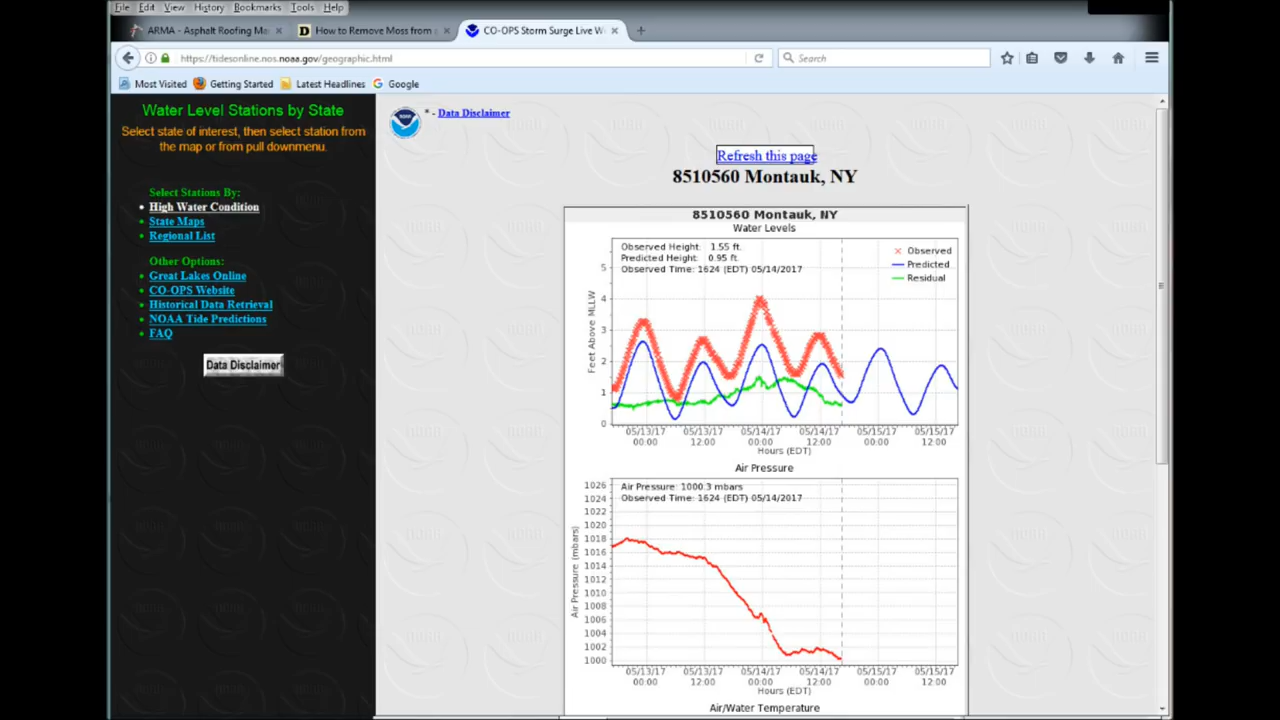 File Edit View History Bookmarks Tools Help
ARMA - Asphalt Roofing Ma × How to Remove Moss from × CO-OPS Storm Surge Live W × +
https://tidesonline.nos.noaa.gov/geographic.html Search
Most Visited Getting Started Latest Headlines Google
Water Level Stations by State
Select state of interest, then select station from
the map or from pull downmenu.
Select Stations By:
• High Water Condition
• State Maps
• Regional List
Other Options:
• Great Lakes Online
• CO-OPS Website
• Historical Data Retrieval
• NOAA Tide Predictions
• FAQ
Data Disclaimer
* - Data Disclaimer
Refresh this page
8510560 Montauk, NY
8510560 Montauk, NY
Water Levels
Observed Height: 1.55 ft.
Predicted Height: 0.95 ft.
Observed Time: 1624 (EDT) 05/14/2017
Observed
Predicted
Residual
Feet Above MLLW
5
4
3
2
1
0
05/13/17 05/13/17 05/14/17 05/14/17 05/15/17 05/15/17
00:00 12:00 00:00 12:00 00:00 12:00
Hours (EDT)
Air Pressure
Air Pressure: 1000.3 mbars
Observed Time: 1624 (EDT) 05/14/2017
Air Pressure (mbars)
1026
1024
1022
1020
1018
1016
1014
1012
1010
1008
1006
1004
1002
1000
05/13/17 05/13/17 05/14/17 05/14/17 05/15/17 05/15/17
00:00 12:00 00:00 12:00 00:00 12:00
Hours (EDT)
Air/Water Temperature